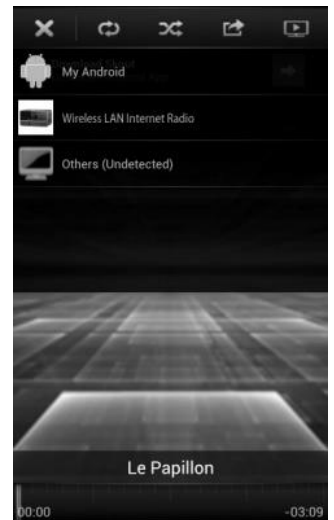 My Android
Wireless LAN Internet Radio
Others (Undetected)
Le Papillon
00:00
-03:09